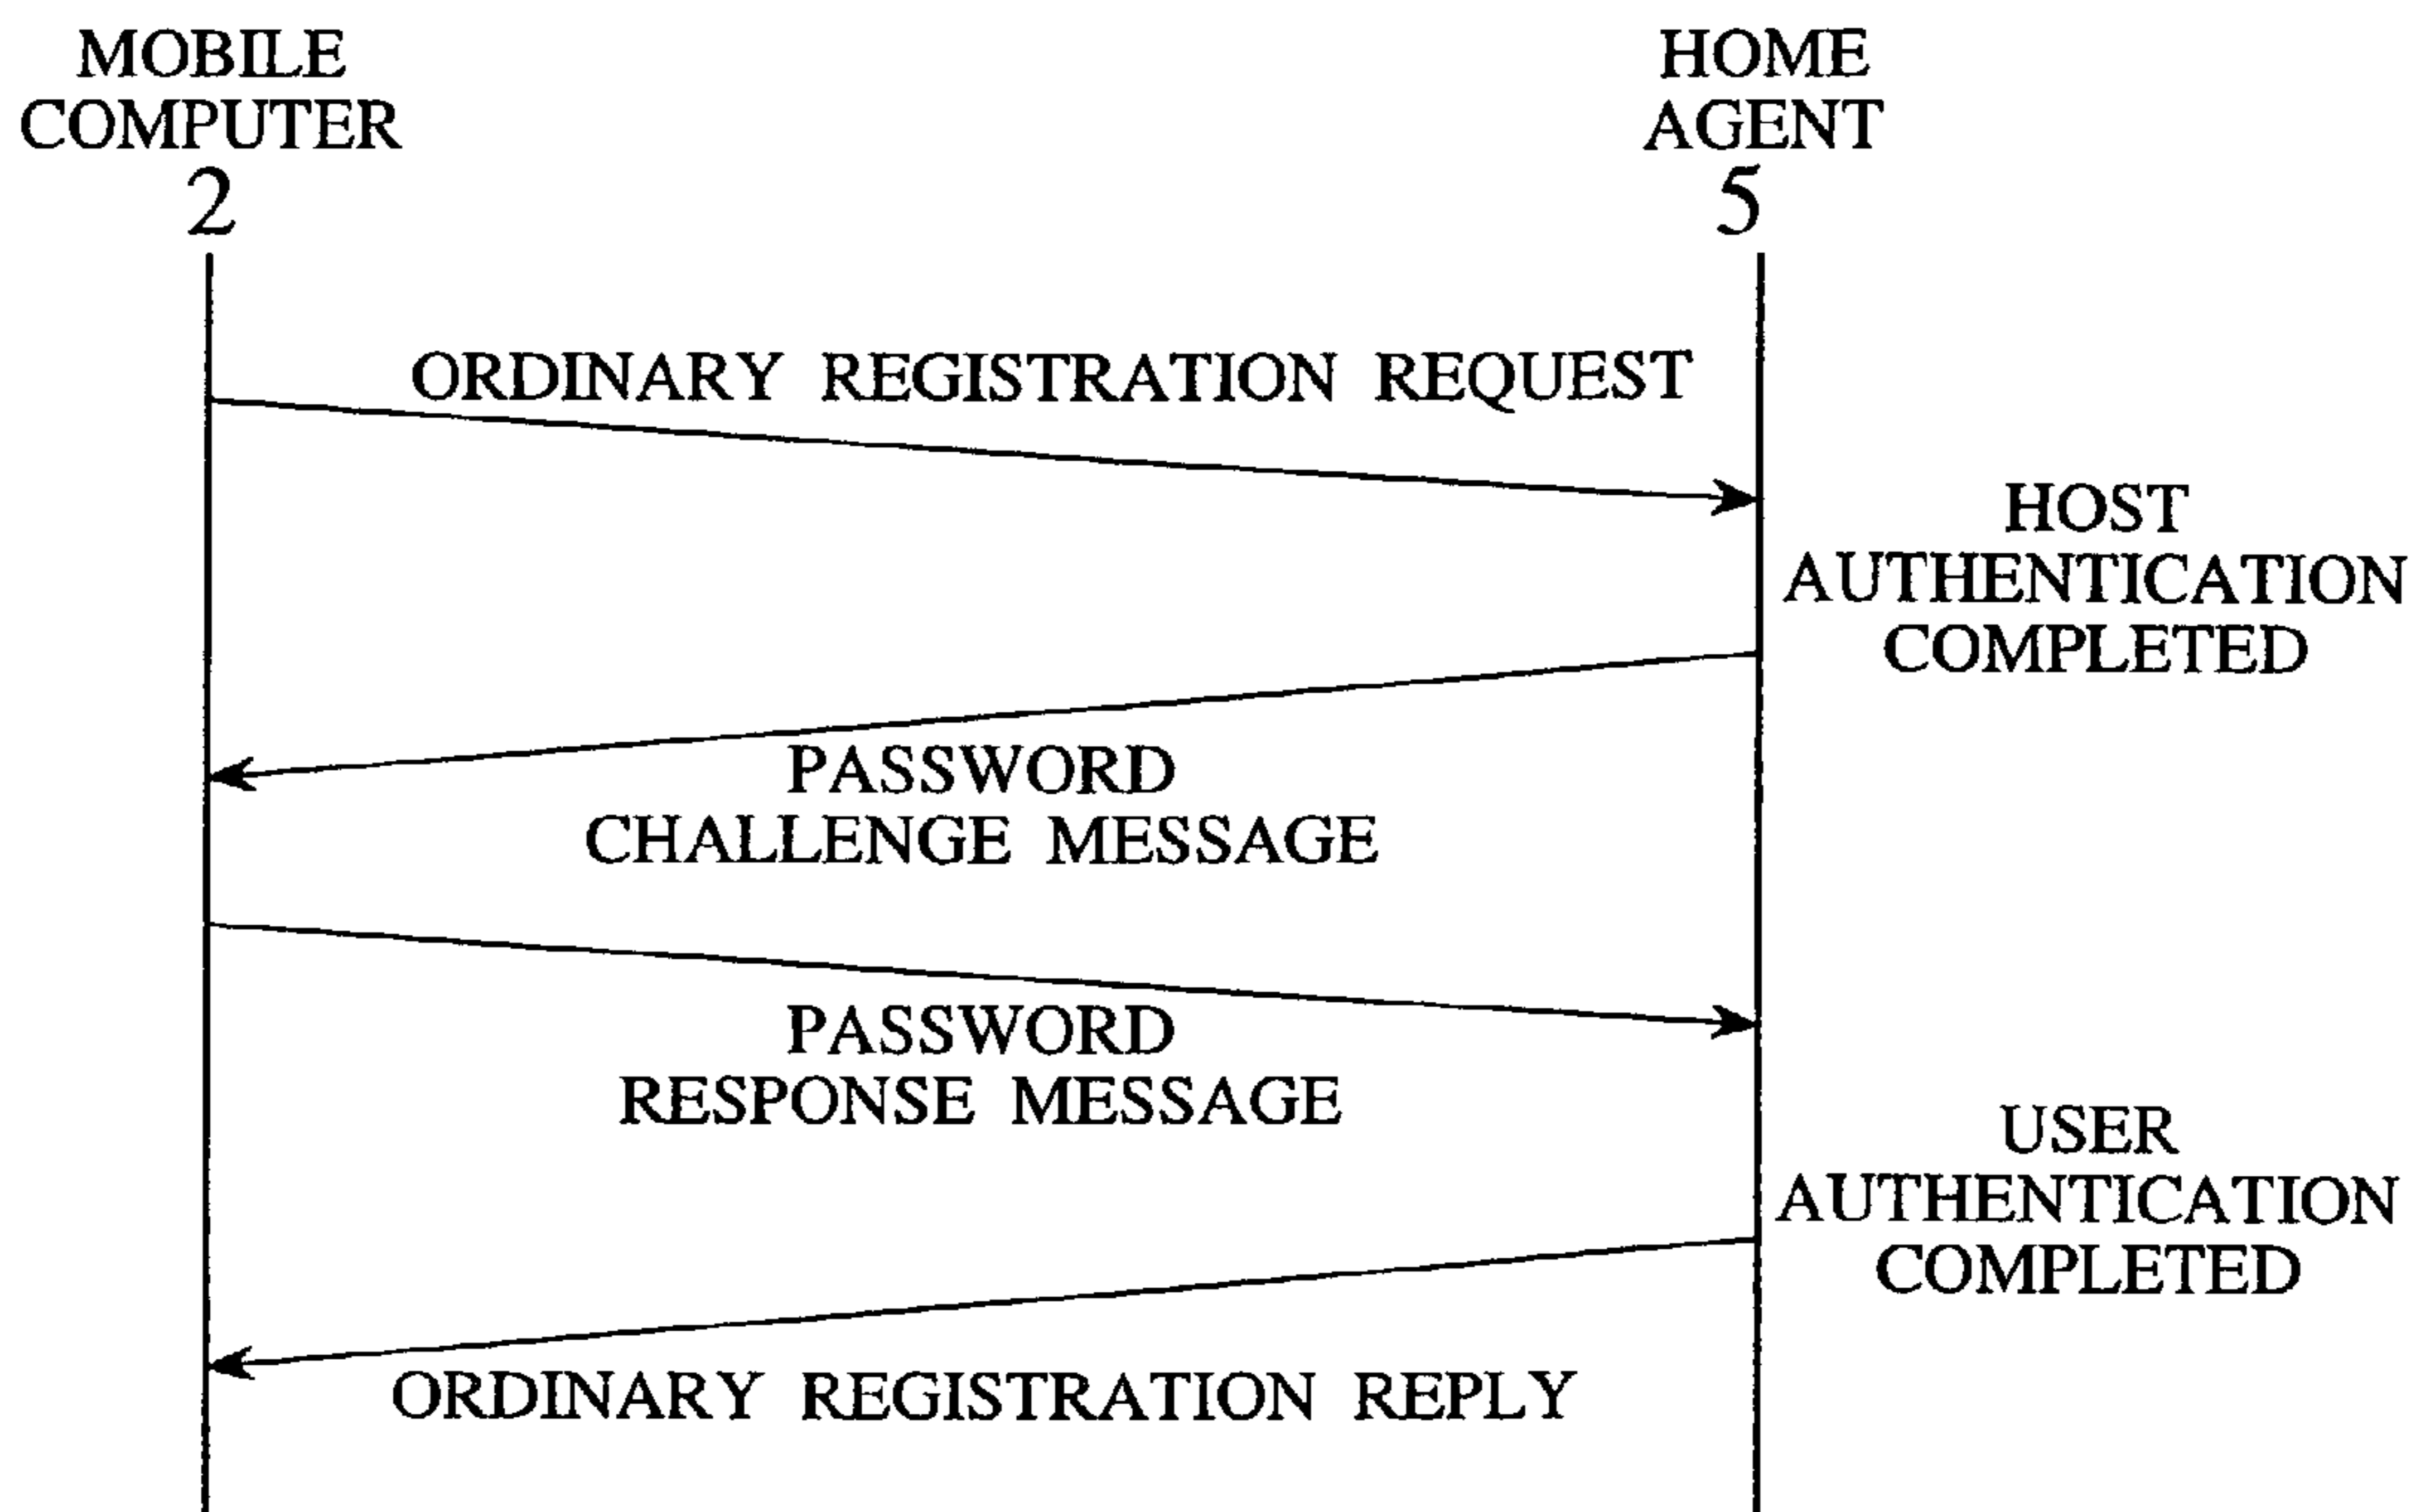 MOBILE
COMPUTER
2
HOME
AGENT
5
ORDINARY REGISTRATION REQUEST
HOST
AUTHENTICATION
COMPLETED
PASSWORD
CHALLENGE MESSAGE
PASSWORD
RESPONSE MESSAGE
USER
AUTHENTICATION
COMPLETED
ORDINARY REGISTRATION REPLY